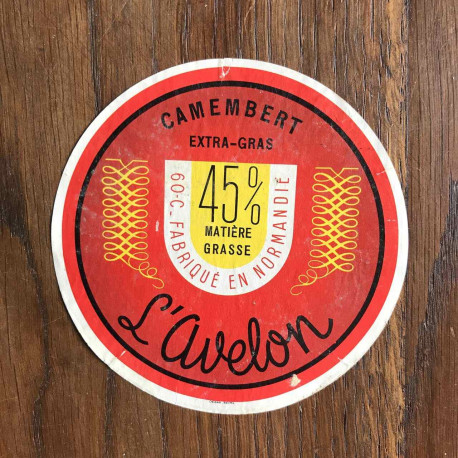 CAMEMBERT
EXTRA-GRAS
45%
MATIÈRE
GRASSE
60-C. FABRIQUÉ EN NORMANDIE
L'avelon